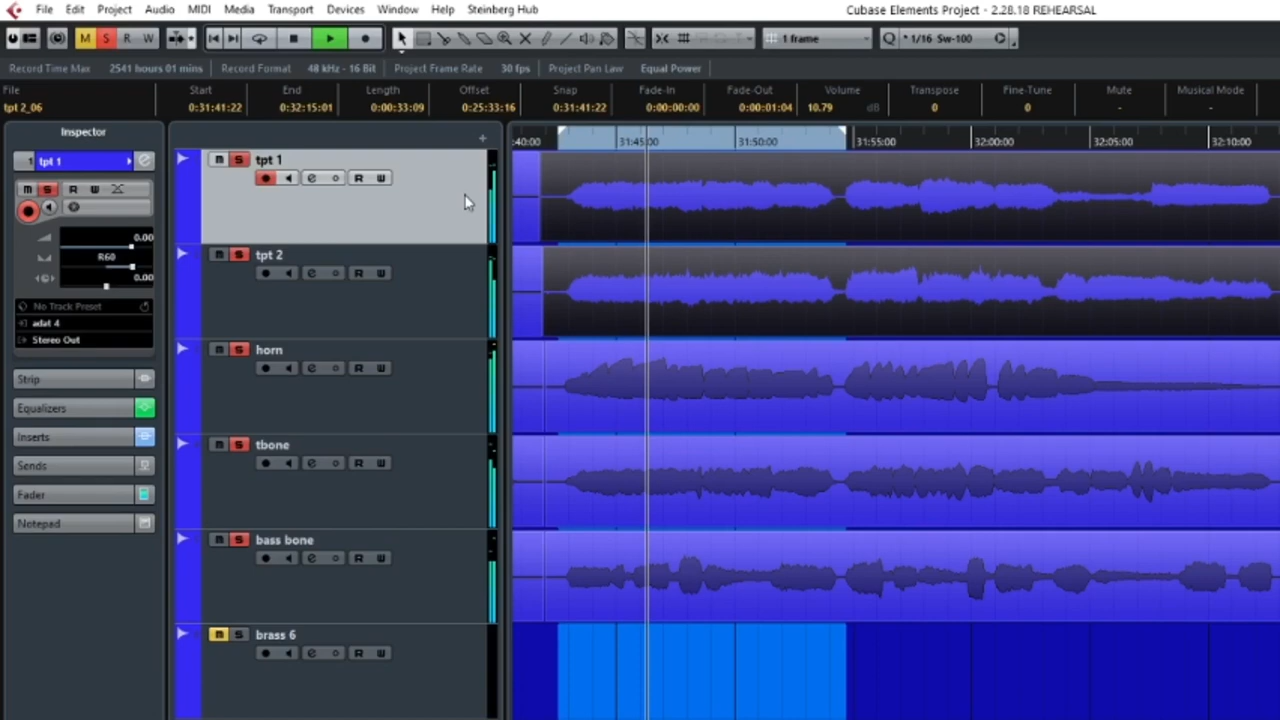 File Edit Project Audio MIDI Media Transport Devices Window Help Steinberg Hub Cubase Elements Project - 2.28.18 REHEARSAL
M S R W 1 frame Q * 1/16 Sw-100
Record Time Max 2541 hours 01 mins Record Format 48 kHz - 16 Bit Project Frame Rate 30 fps Project Pan Law Equal Power
File Start End Length Offset Snap Fade-In Fade-Out Volume Transpose Fine-Tune Mute Musical Mode
tpt 2_06 0:31:41:22 0:32:15:01 0:00:33:09 0:25:33:16 0:31:41:22 0:00:00:00 0:00:01:04 10.79 dB 0 0 - -
Inspector
:40:00 31:45:00 31:50:00 31:55:00 32:00:00 32:05:00 32:10:00
1 tpt 1 e
M S R W
0.00
R60
0.00
No Track Preset
adat 4
Stereo Out
Strip
Equalizers
Inserts
Sends
Fader
Notepad
m S tpt 1
e R W
m S tpt 2
e R W
m S horn
e R W
m S tbone
e R W
m S bass bone
e R W
m S brass 6
e R W